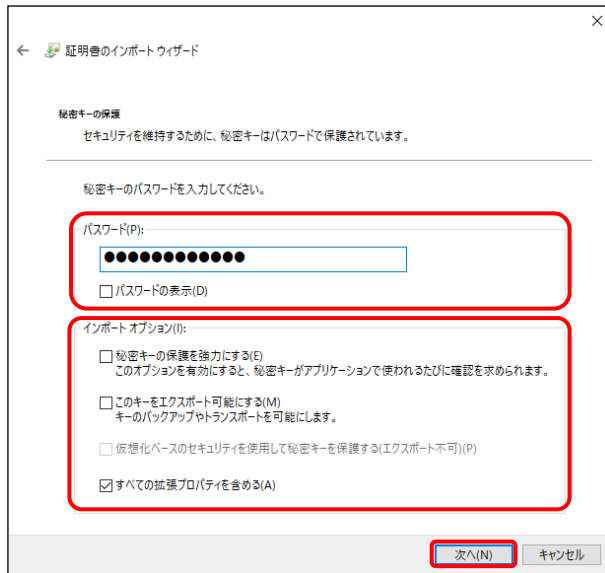 証明書のインポート ウィザード
秘密キーの保護
セキュリティを維持するために、秘密キーはパスワードで保護されています。
秘密キーのパスワードを入力してください。
パスワード(P):
●●●●●●●●●●●●
パスワードの表示(D)
インポート オプション(I):
秘密キーの保護を強力にする(E)
このオプションを有効にすると、秘密キーがアプリケーションで使われるたびに確認を求められます。
このキーをエクスポート可能にする(M)
キーのバックアップやトランスポートを可能にします。
仮想化ベースのセキュリティを使用して秘密キーを保護する(エクスポート不可)(P)
すべての拡張プロパティを含める(A)
次へ(N)
キャンセル